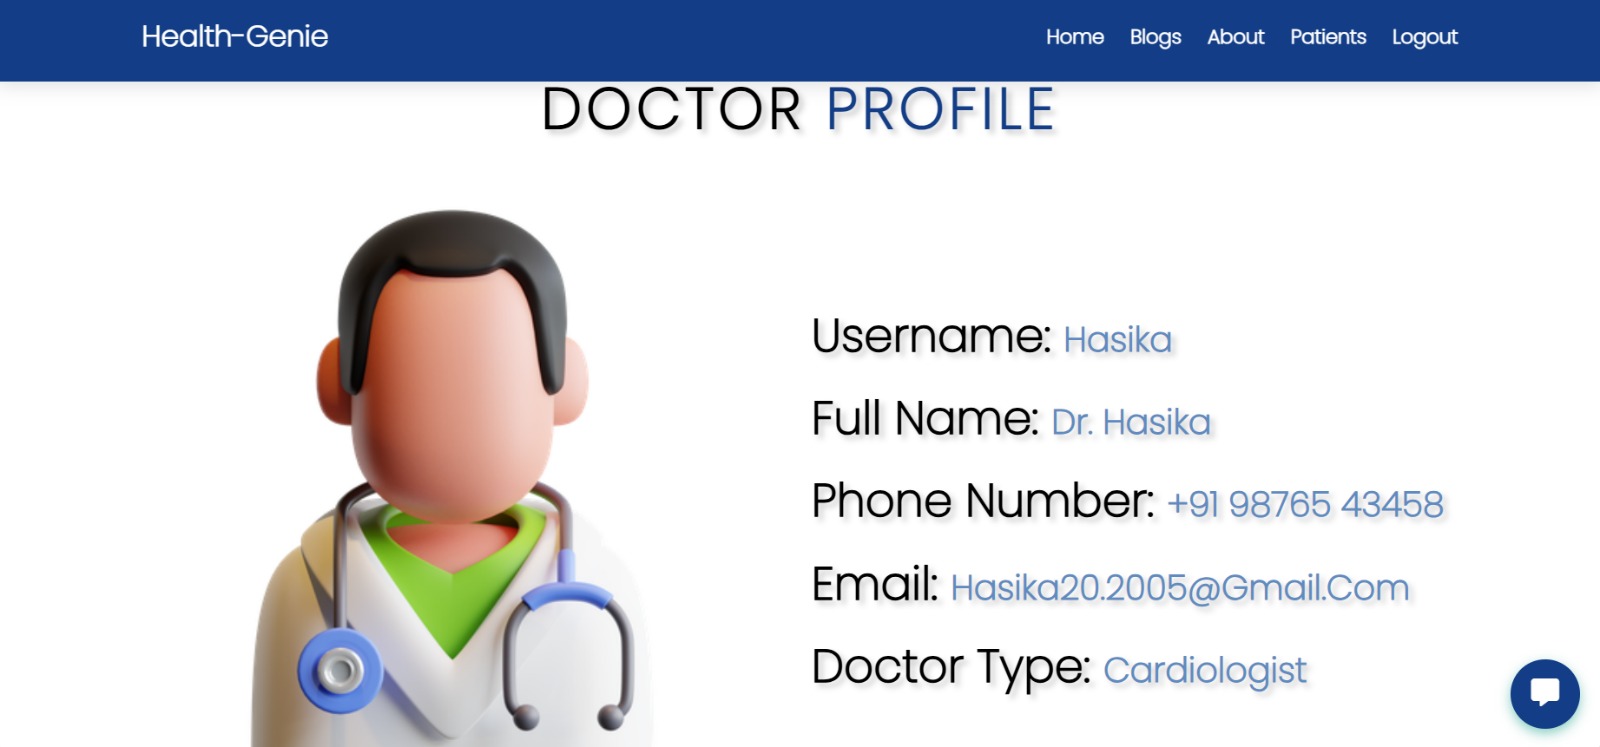 Health-Genie
Home Blogs About Patients Logout
DOCTOR PROFILE
Username: Hasika
Full Name: Dr. Hasika
Phone Number: +91 98765 43458
Email: Hasika20.2005@Gmail.Com
Doctor Type: Cardiologist